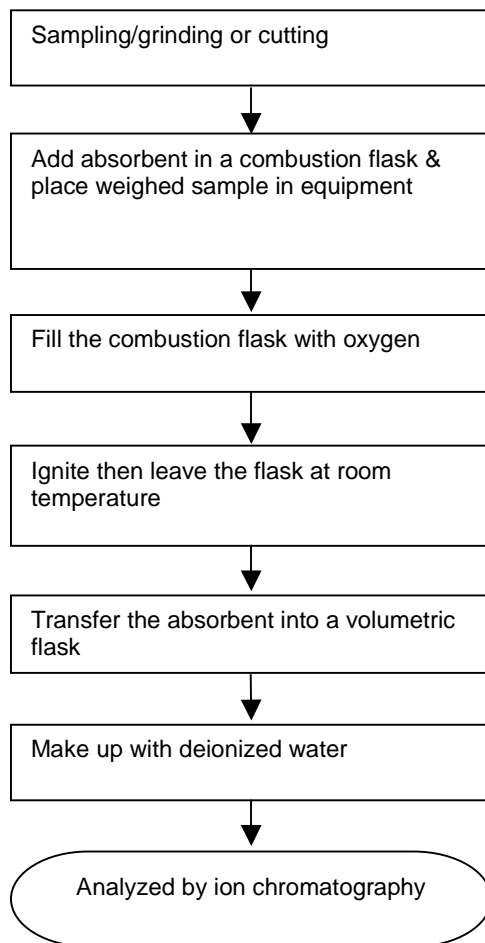 Sampling/grinding or cutting
Add absorbent in a combustion flask &
place weighed sample in equipment
Fill the combustion flask with oxygen
Ignite then leave the flask at room
temperature
Transfer the absorbent into a volumetric
flask
Make up with deionized water
Analyzed by ion chromatography